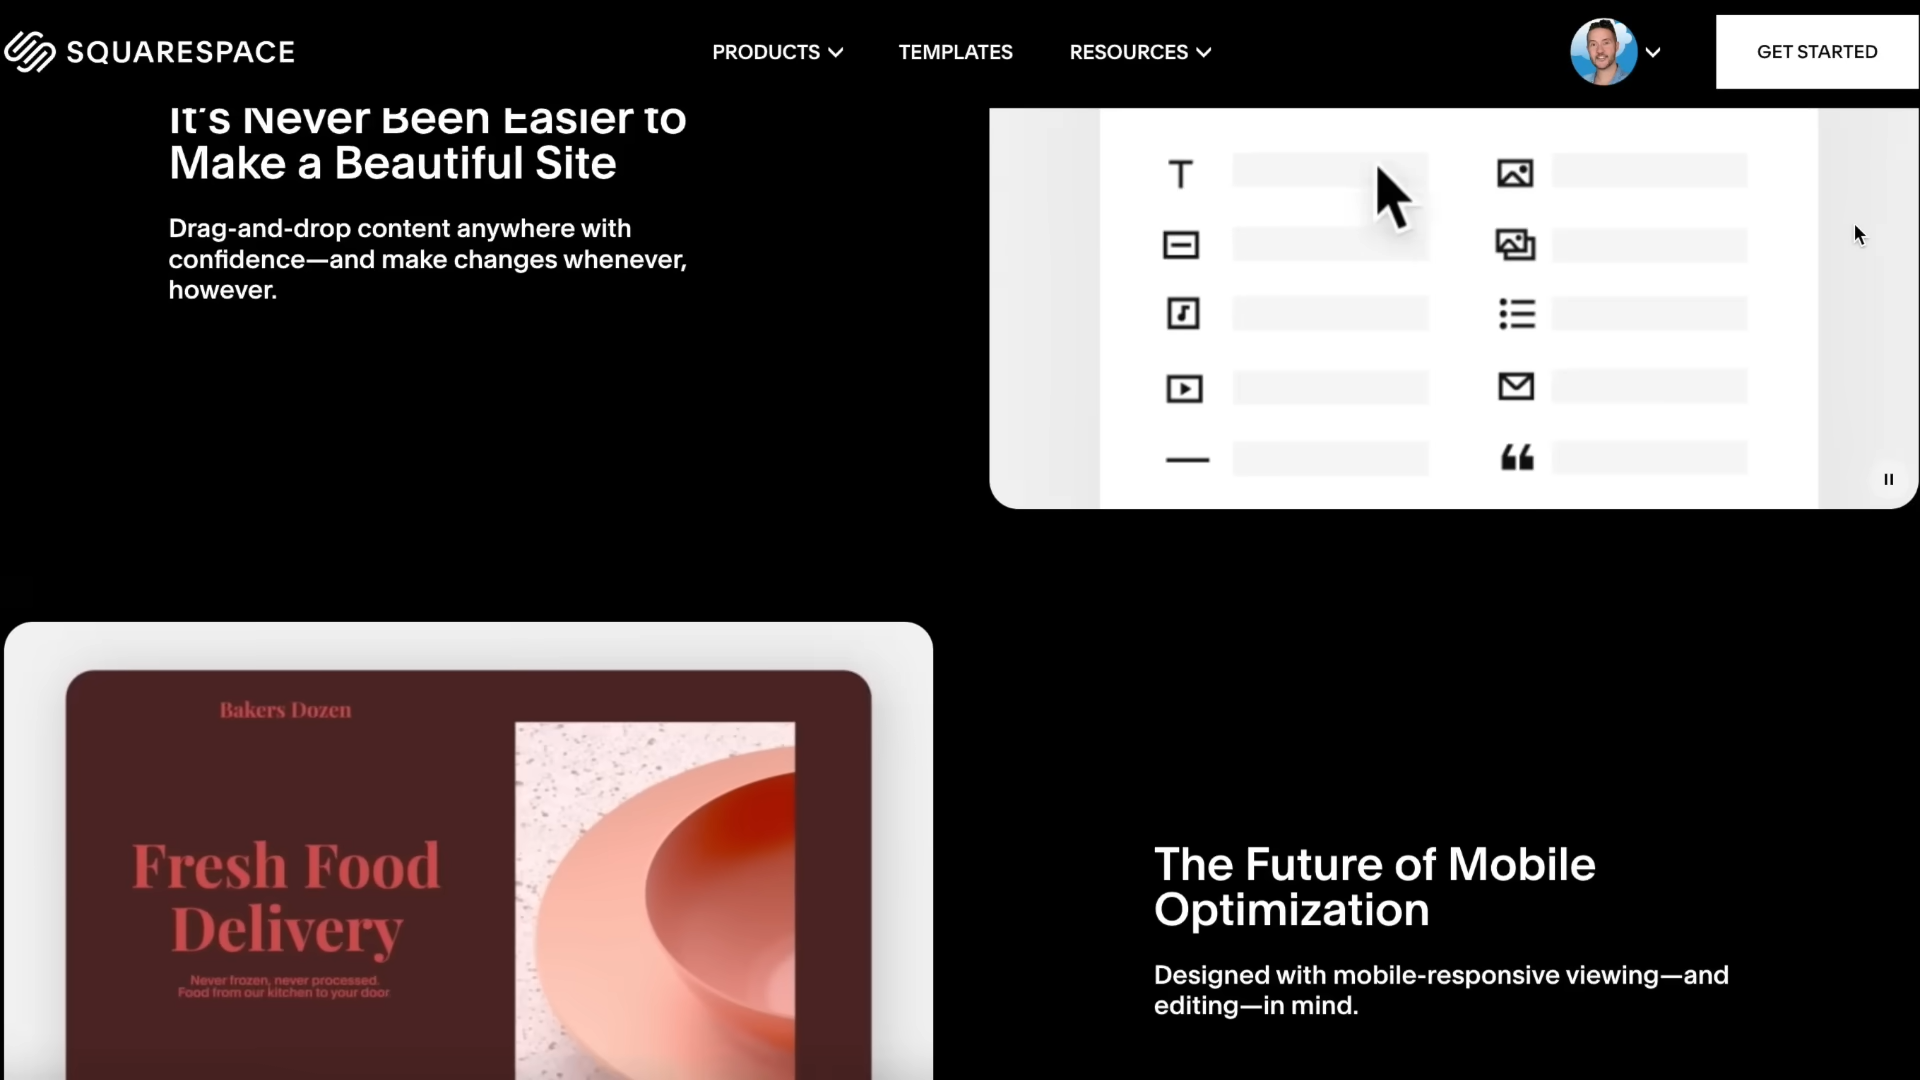 SQUARESPACE
PRODUCTS
TEMPLATES
RESOURCES
GET STARTED
It's Never Been Easier to
Make a Beautiful Site
Drag-and-drop content anywhere with
confidence—and make changes whenever,
however.
T
Bakers Dozen
Fresh Food
Delivery
Never frozen, never processed.
Food from our kitchen to your door
The Future of Mobile
Optimization
Designed with mobile-responsive viewing—and
editing—in mind.